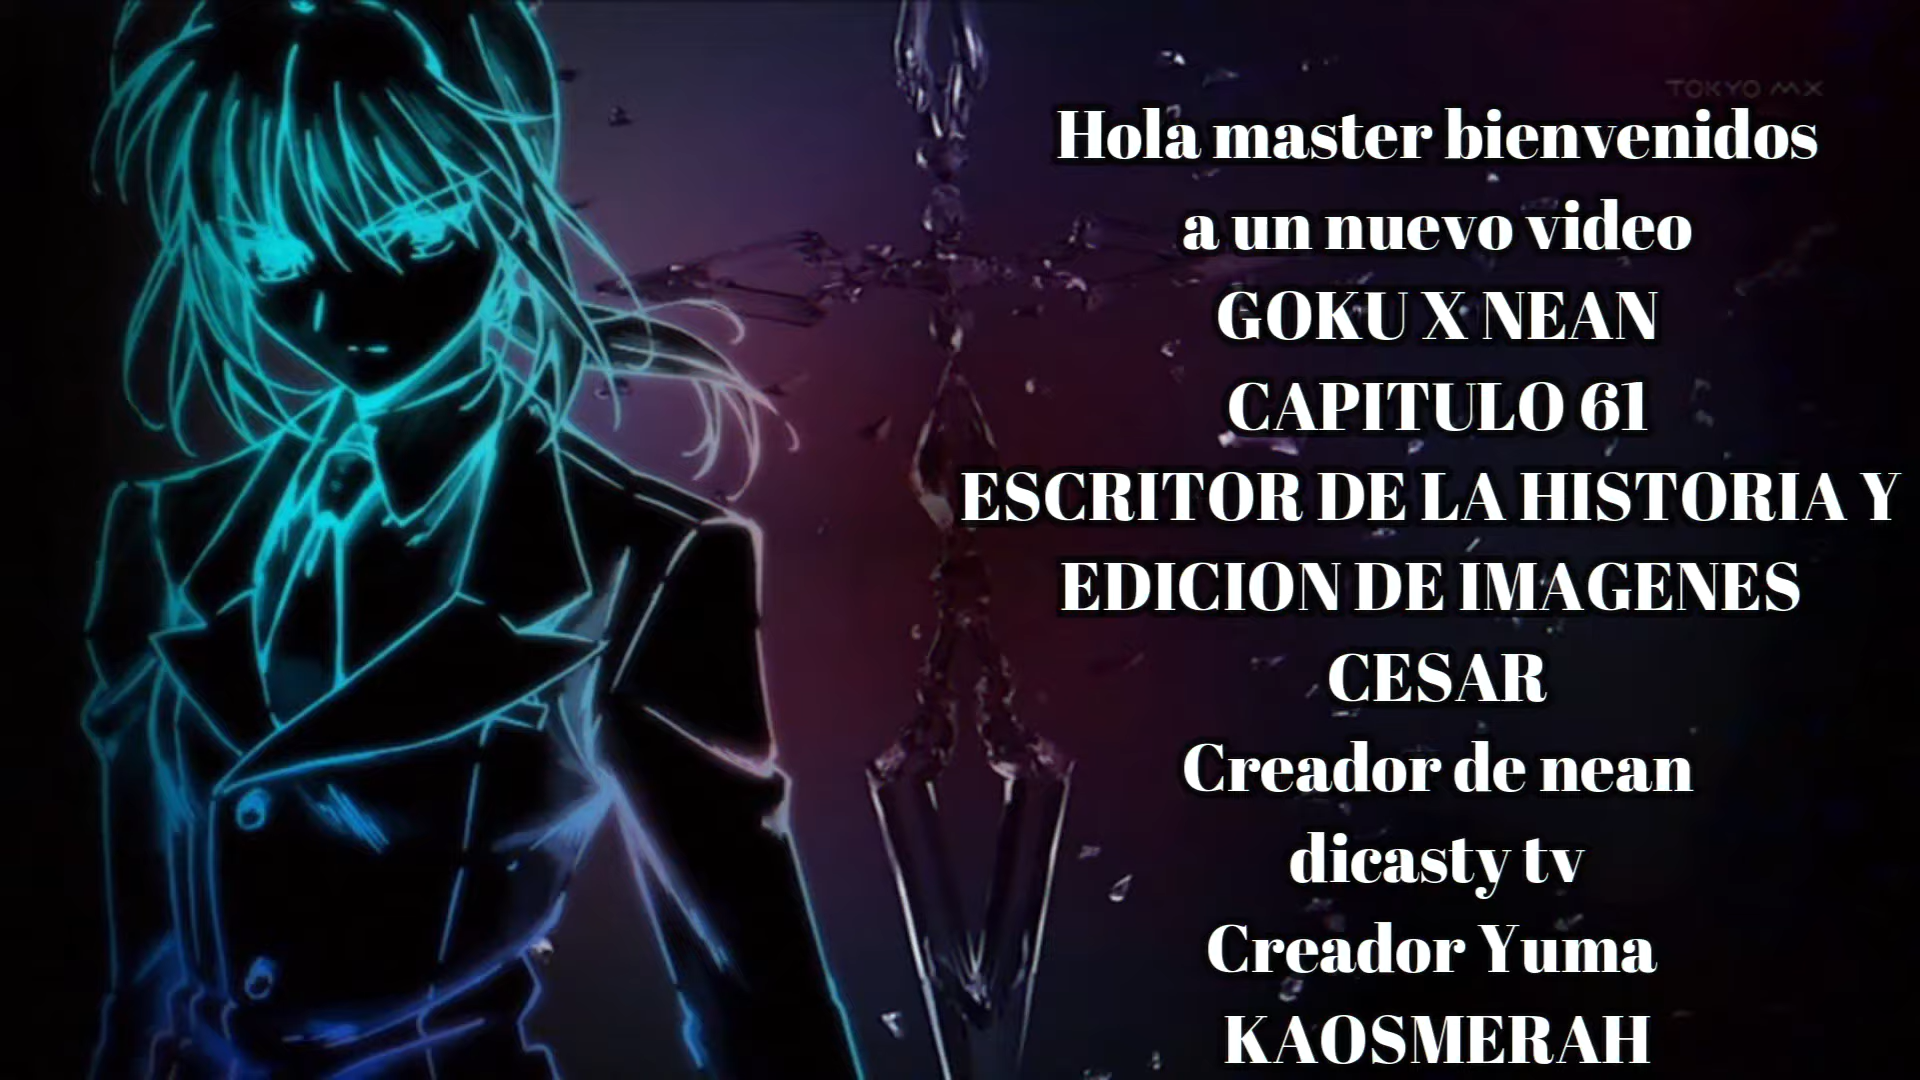 TOKYO MX
Hola master bienvenidos
a un nuevo video
GOKU X NEAN
CAPITULO 61
ESCRITOR DE LA HISTORIA Y
EDICION DE IMAGENES
CESAR
Creador de nean
dicasty tv
Creador Yuma
KAOSMERAH